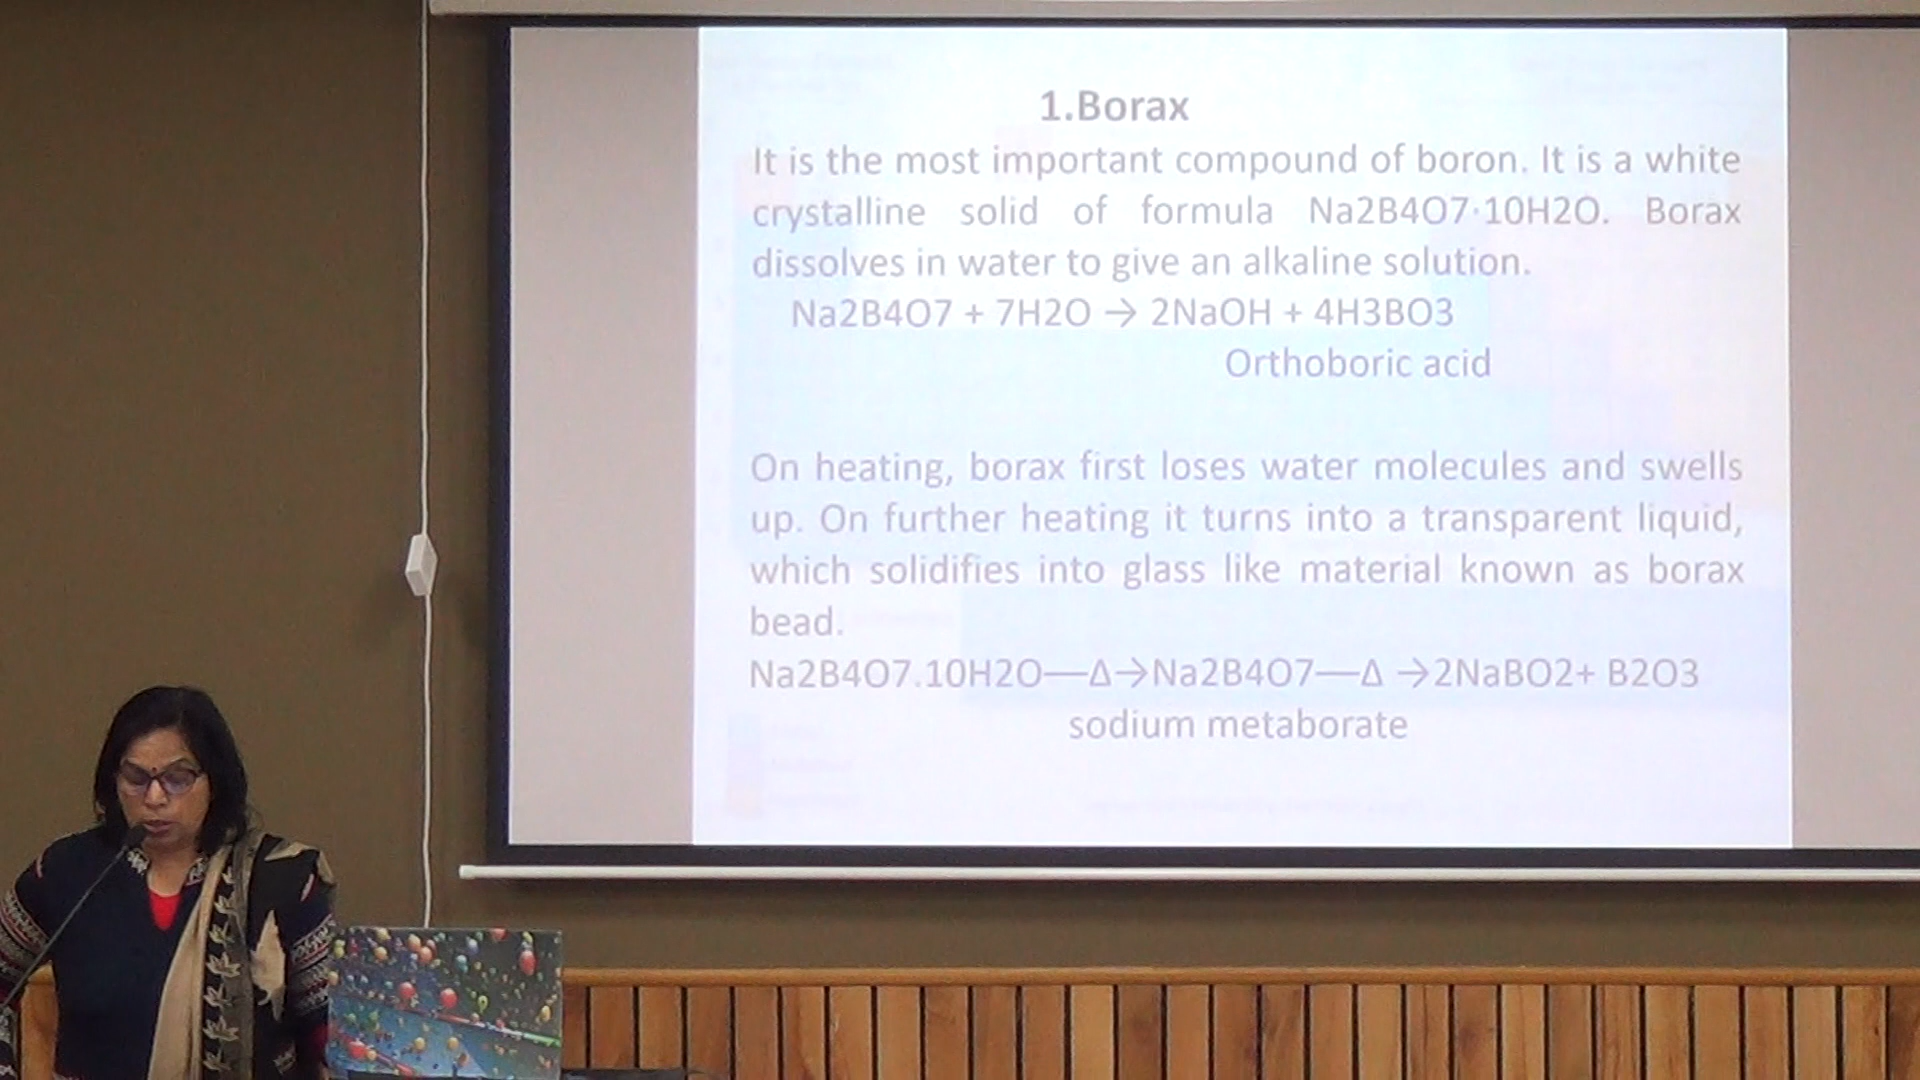 1.Borax
It is the most important compound of boron. It is a white
crystalline solid of formula Na2B4O7·10H2O. Borax
dissolves in water to give an alkaline solution.
Na2B4O7 + 7H2O → 2NaOH + 4H3BO3
Orthoboric acid
On heating, borax first loses water molecules and swells
up. On further heating it turns into a transparent liquid,
which solidifies into glass like material known as borax
bead.
Na2B4O7.10H2O—Δ→Na2B4O7—Δ →2NaBO2+ B2O3
sodium metaborate